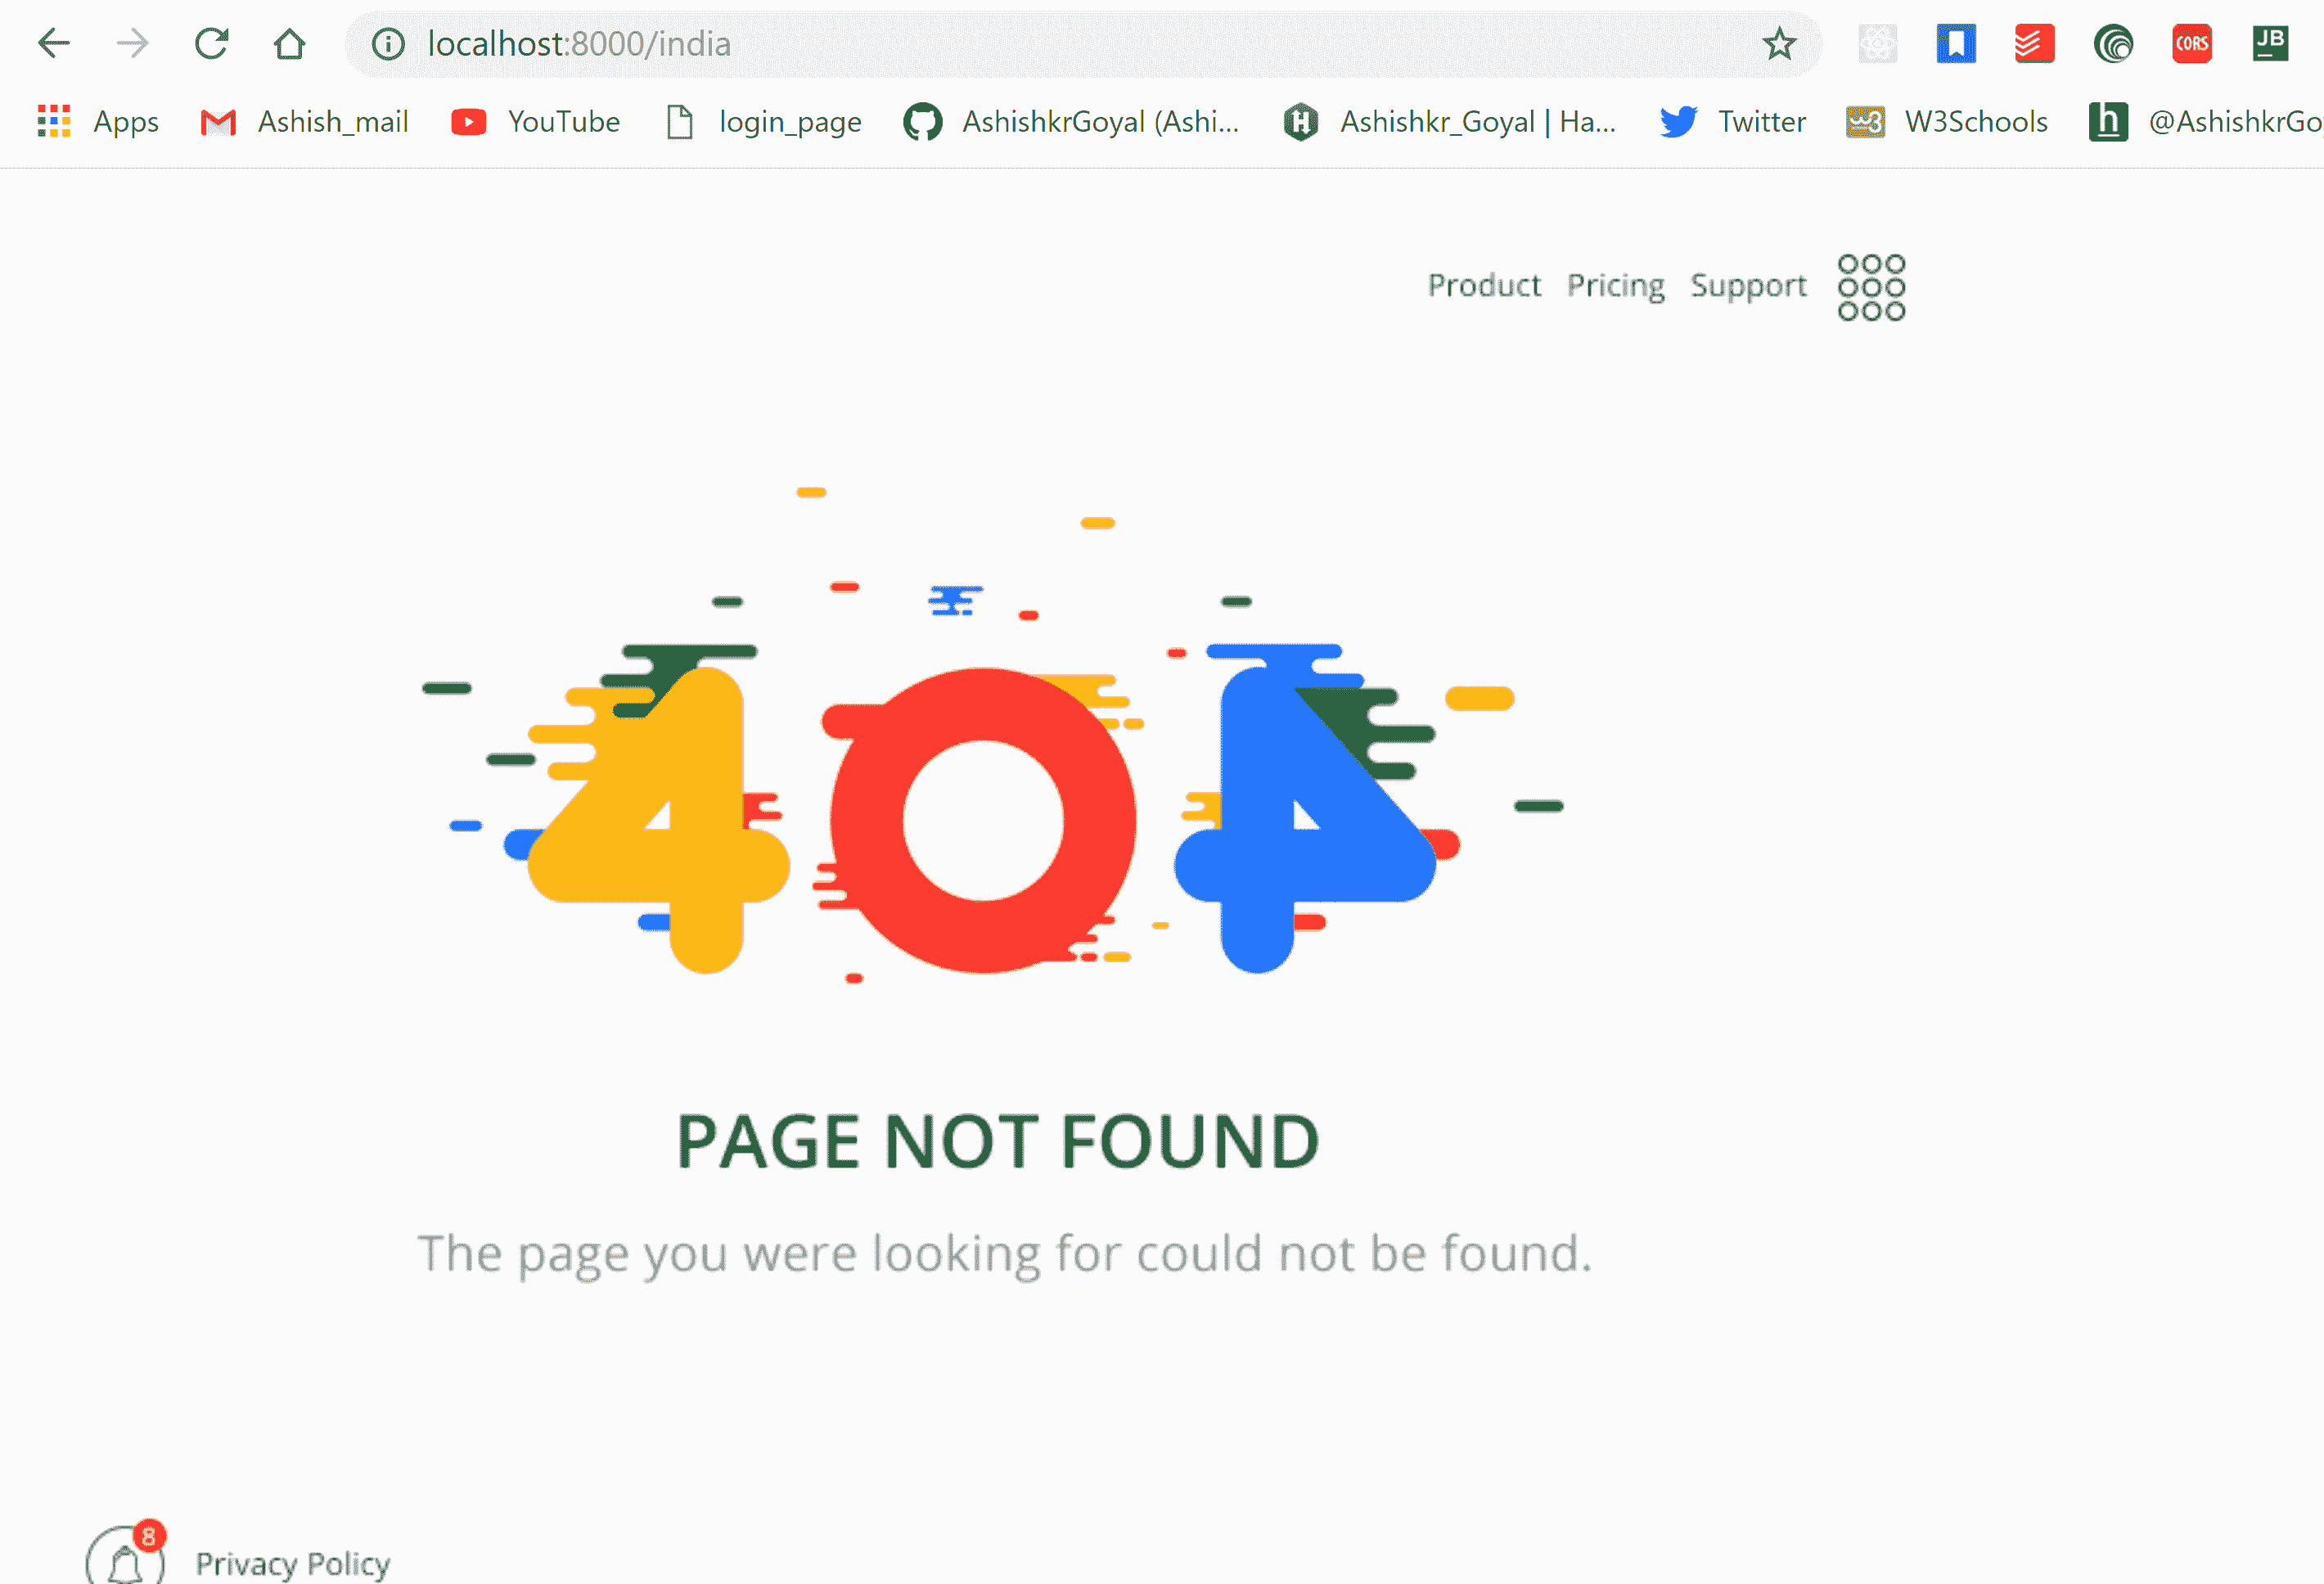 localhost:8000/india
CORS
JB
Apps
Ashish_mail
YouTube
login_page
AshishkrGoyal (Ashi...
H
Ashishkr_Goyal | Ha...
Twitter
W3
W3Schools
h
@AshishkrGo
Product Pricing Support
404
PAGE NOT FOUND
The page you were looking for could not be found.
8
Privacy Policy